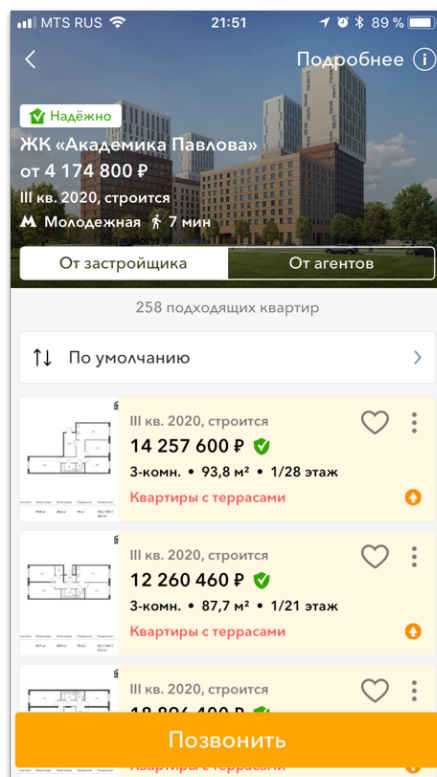 MTS RUS 21:51 89 %
Подробнее i
Надёжно
ЖК «Академика Павлова»
от 4 174 800 ₽
III кв. 2020, строится
М Молодежная 7 мин
От застройщика От агентов
258 подходящих квартир
По умолчанию
III кв. 2020, строится
14 257 600 ₽
3-комн. • 93,8 м² • 1/28 этаж
Квартиры с террасами
III кв. 2020, строится
12 260 460 ₽
3-комн. • 87,7 м² • 1/21 этаж
Квартиры с террасами
III кв. 2020, строится
Позвонить
Квартиры с террасами